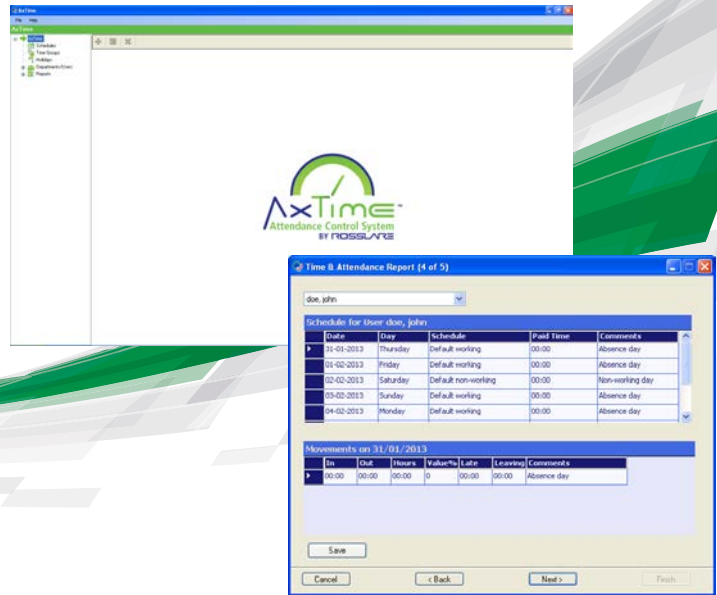 AxTime
File Help
AxTime
AxTime
Schedules
Time Groups
Holidays
Departments/Users
Reports
AxTime™
Attendance Control System
BY ROSSLARE
Time & Attendance Report (4 of 5)
doe, john
Schedule for User doe, john
Date Day Schedule Paid Time Comments
31-01-2013 Thursday Default working 00:00 Absence day
01-02-2013 Friday Default working 00:00 Absence day
02-02-2013 Saturday Default non-working 00:00 Non-working day
03-02-2013 Sunday Default working 00:00 Absence day
04-02-2013 Monday Default working 00:00 Absence day
Movements on 31/01/2013
In Out Hours Value% Late Leaving Comments
00:00 00:00 00:00 0 00:00 00:00 Absence day
Save
Cancel < Back Next > Finish